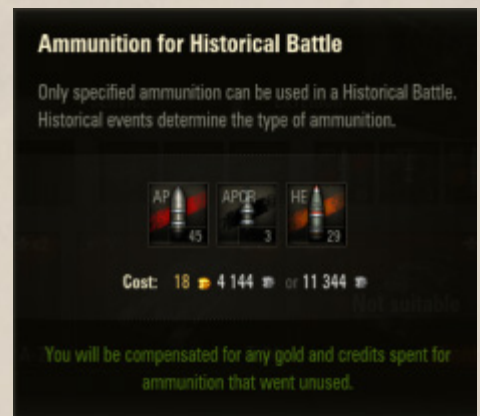 Ammunition for Historical Battle
Only specified ammunition can be used in a Historical Battle.
Historical events determine the type of ammunition.
AP APCR HE
45 3 29
Cost: 18 4 144 or 11 344
Not suitable
You will be compensated for any gold and credits spent for
ammunition that went unused.